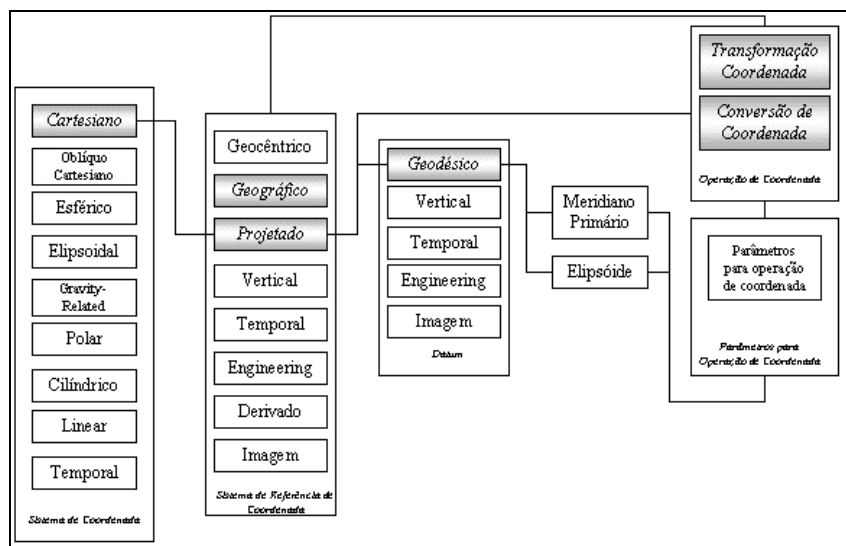 Cartesiano
Oblíquo
Cartesiano
Esférico
Elipsoidal
Gravity-
Related
Polar
Cilíndrico
Linear
Temporal
Sistema de Coordenada
Geocêntrico
Geográfico
Projetado
Vertical
Temporal
Engineering
Derivado
Imagem
Sistema de Referência de
Coordenada
Geodésico
Vertical
Temporal
Engineering
Imagem
Datum
Meridiano
Primário
Elipsóide
Transformação
Coordenada
Conversão de
Coordenada
Operação de Coordenada
Parâmetros
para operação
de coordenada
Parâmetros para
Operação de Coordenada